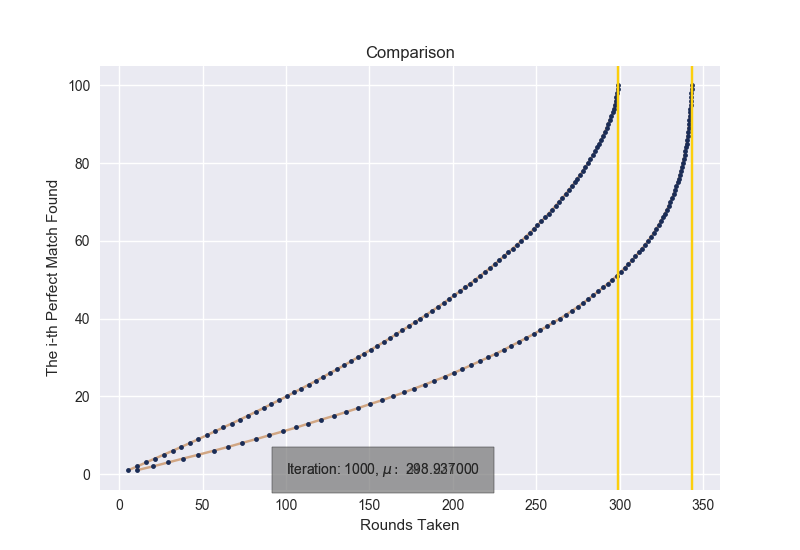 Comparison
The i-th Perfect Match Found
100
80
60
40
20
0
Iteration: 1000, μ:
0 50 100 150 200 250 300 350
Rounds Taken